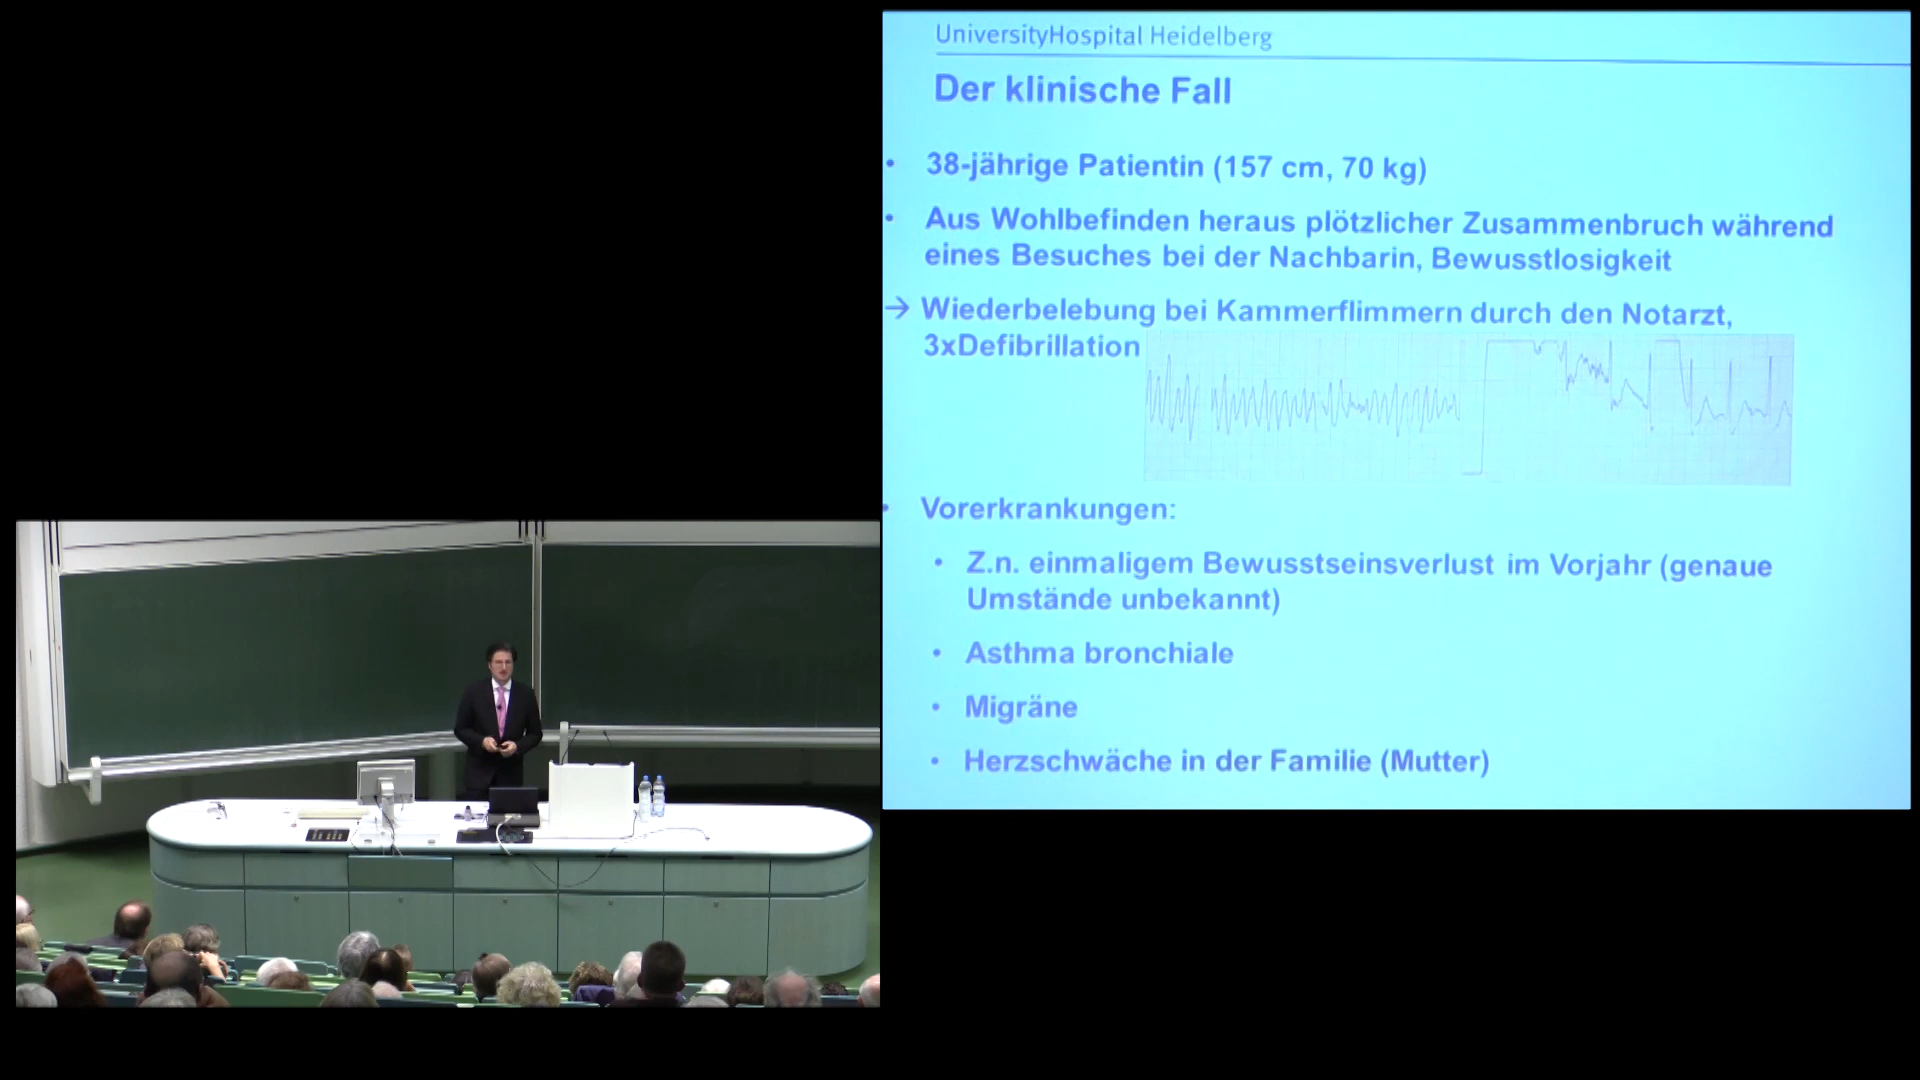 UniversityHospital Heidelberg
Der klinische Fall
• 38-jährige Patientin (157 cm, 70 kg)
• Aus Wohlbefinden heraus plötzlicher Zusammenbruch während
eines Besuches bei der Nachbarin, Bewusstlosigkeit
→ Wiederbelebung bei Kammerflimmern durch den Notarzt,
3xDefibrillation
• Vorerkrankungen:
• Z.n. einmaligem Bewusstseinsverlust im Vorjahr (genaue
Umstände unbekannt)
• Asthma bronchiale
• Migräne
• Herzschwäche in der Familie (Mutter)